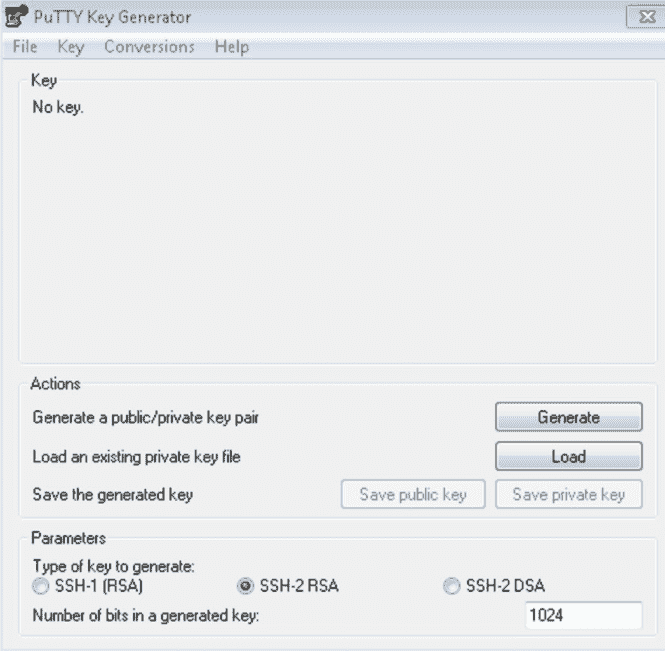 PuTTY Key Generator
File Key Conversions Help
Key
No key.
Actions
Generate a public/private key pair Generate
Load an existing private key file Load
Save the generated key Save public key Save private key
Parameters
Type of key to generate:
SSH-1 (RSA) SSH-2 RSA SSH-2 DSA
Number of bits in a generated key: 1024